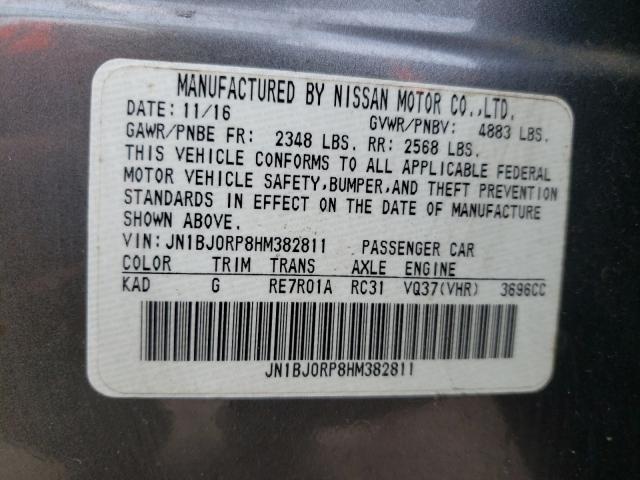 MANUFACTURED BY NISSAN MOTOR CO.,LTD.
DATE: 11/16 GVWR/PNBV: 4883 LBS.
GAWR/PNBE FR: 2348 LBS. RR: 2568 LBS.
THIS VEHICLE CONFORMS TO ALL APPLICABLE FEDERAL
MOTOR VEHICLE SAFETY,BUMPER,AND THEFT PREVENTION
STANDARDS IN EFFECT ON THE DATE OF MANUFACTURE
SHOWN ABOVE.
VIN: JN1BJ0RP8HM382811 PASSENGER CAR
COLOR TRIM TRANS AXLE ENGINE
KAD G RE7R01A RC31 VQ37(VHR) 3696CC
JN1BJ0RP8HM382811